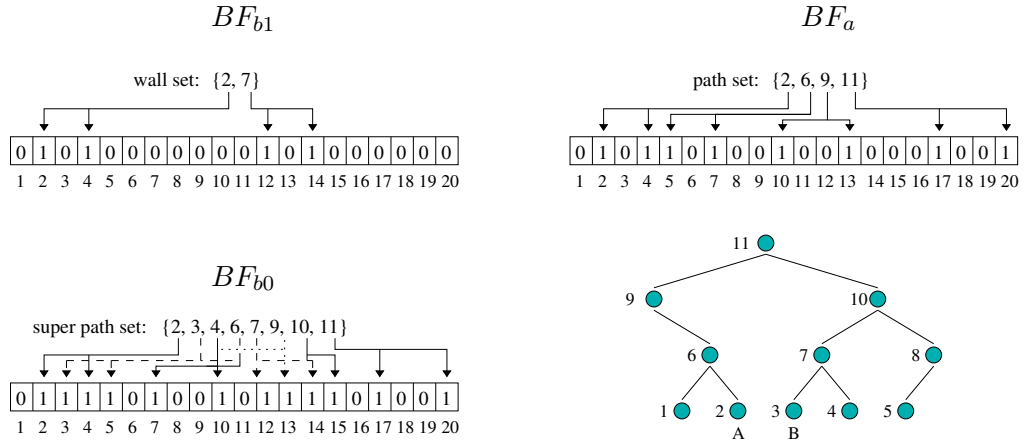 BF_b1
wall set: {2, 7}
0 1 0 1 0 0 0 0 0 0 0 1 0 1 0 0 0 0 0 0
1 2 3 4 5 6 7 8 9 10 11 12 13 14 15 16 17 18 19 20
BF_a
path set: {2, 6, 9, 11}
0 1 0 1 1 0 1 0 0 1 0 0 1 0 0 0 1 0 0 1
1 2 3 4 5 6 7 8 9 10 11 12 13 14 15 16 17 18 19 20
BF_b0
super path set: {2, 3, 4, 6, 7, 9, 10, 11}
0 1 1 1 1 0 1 0 0 1 0 1 1 1 1 0 1 0 0 1
1 2 3 4 5 6 7 8 9 10 11 12 13 14 15 16 17 18 19 20
11
9 10
6 7 8
1 2 3 4 5
A B